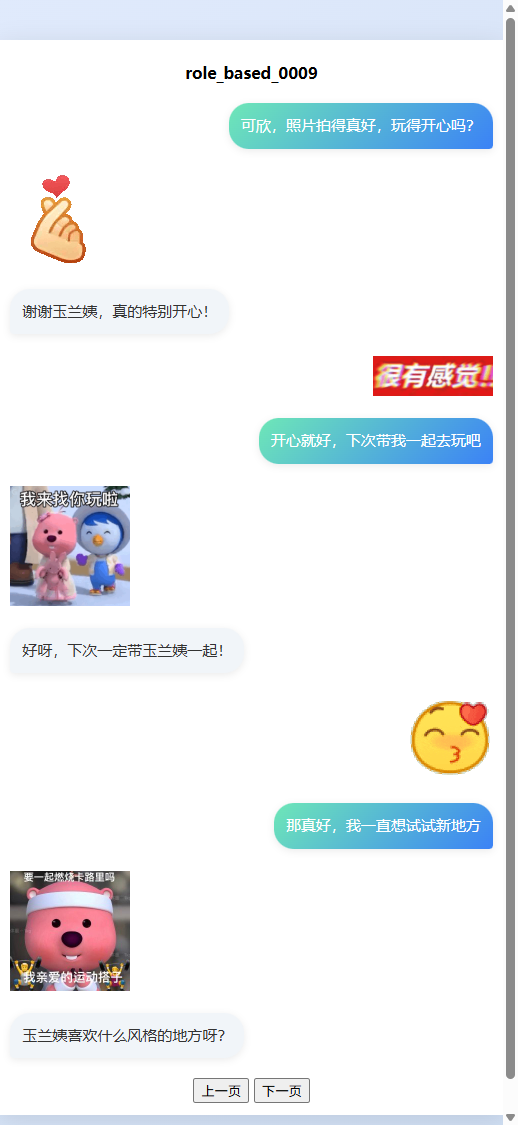 role_based_0009
可欣，照片拍得真好，玩得开心吗？
谢谢玉兰姨，真的特别开心！
很有感觉!!
开心就好，下次带我一起去玩吧
我来找你玩啦
好呀，下次一定带玉兰姨一起！
那真好，我一直想试试新地方
要一起燃烧卡路里吗
我亲爱的运动搭子
玉兰姨喜欢什么风格的地方呀？
上一页 下一页